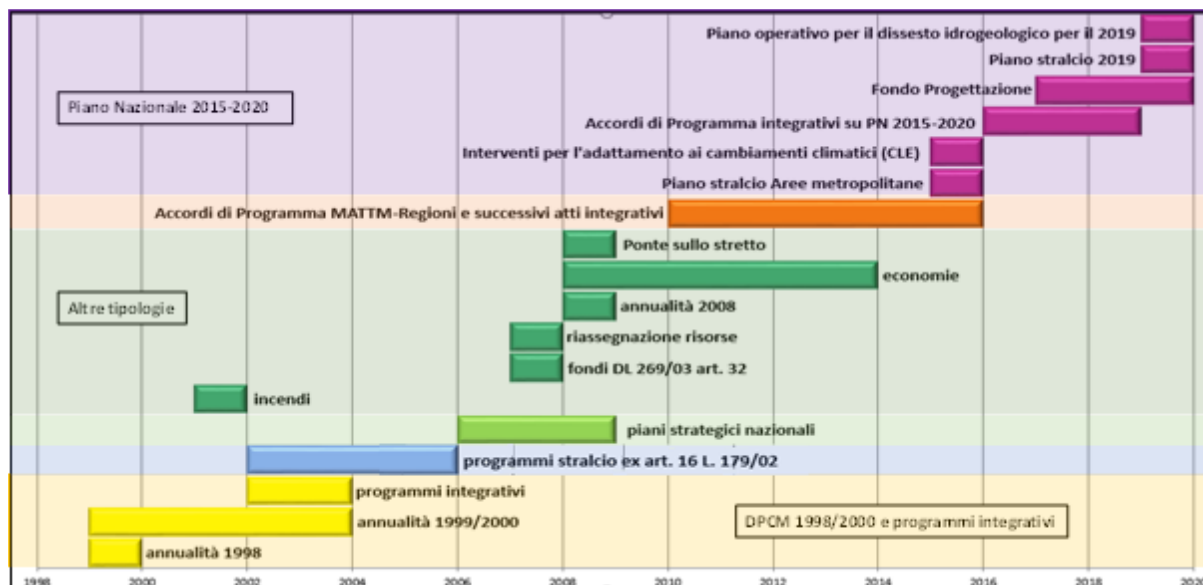 Piano operativo per il dissesto idrogeologico per il 2019
Piano stralcio 2019
Fondo Progettazione
Piano Nazionale 2015-2020
Accordi di Programma integrativi su PN 2015-2020
Interventi per l'adattamento ai cambiamenti climatici (CLE)
Piano stralcio Aree metropolitane
Accordi di Programma MATTM-Regioni e successivi atti integrativi
Ponte sullo stretto
economie
Altre tipologie
annualità 2008
riassegnazione risorse
fondi DL 269/03 art. 32
incendi
piani strategici nazionali
programmi stralcio ex art. 16 L. 179/02
programmi integrativi
annualità 1999/2000
DPCM 1998/2000 e programmi integrativi
annualità 1998
1998 2000 2002 2004 2006 2008 2010 2012 2014 2016 2018